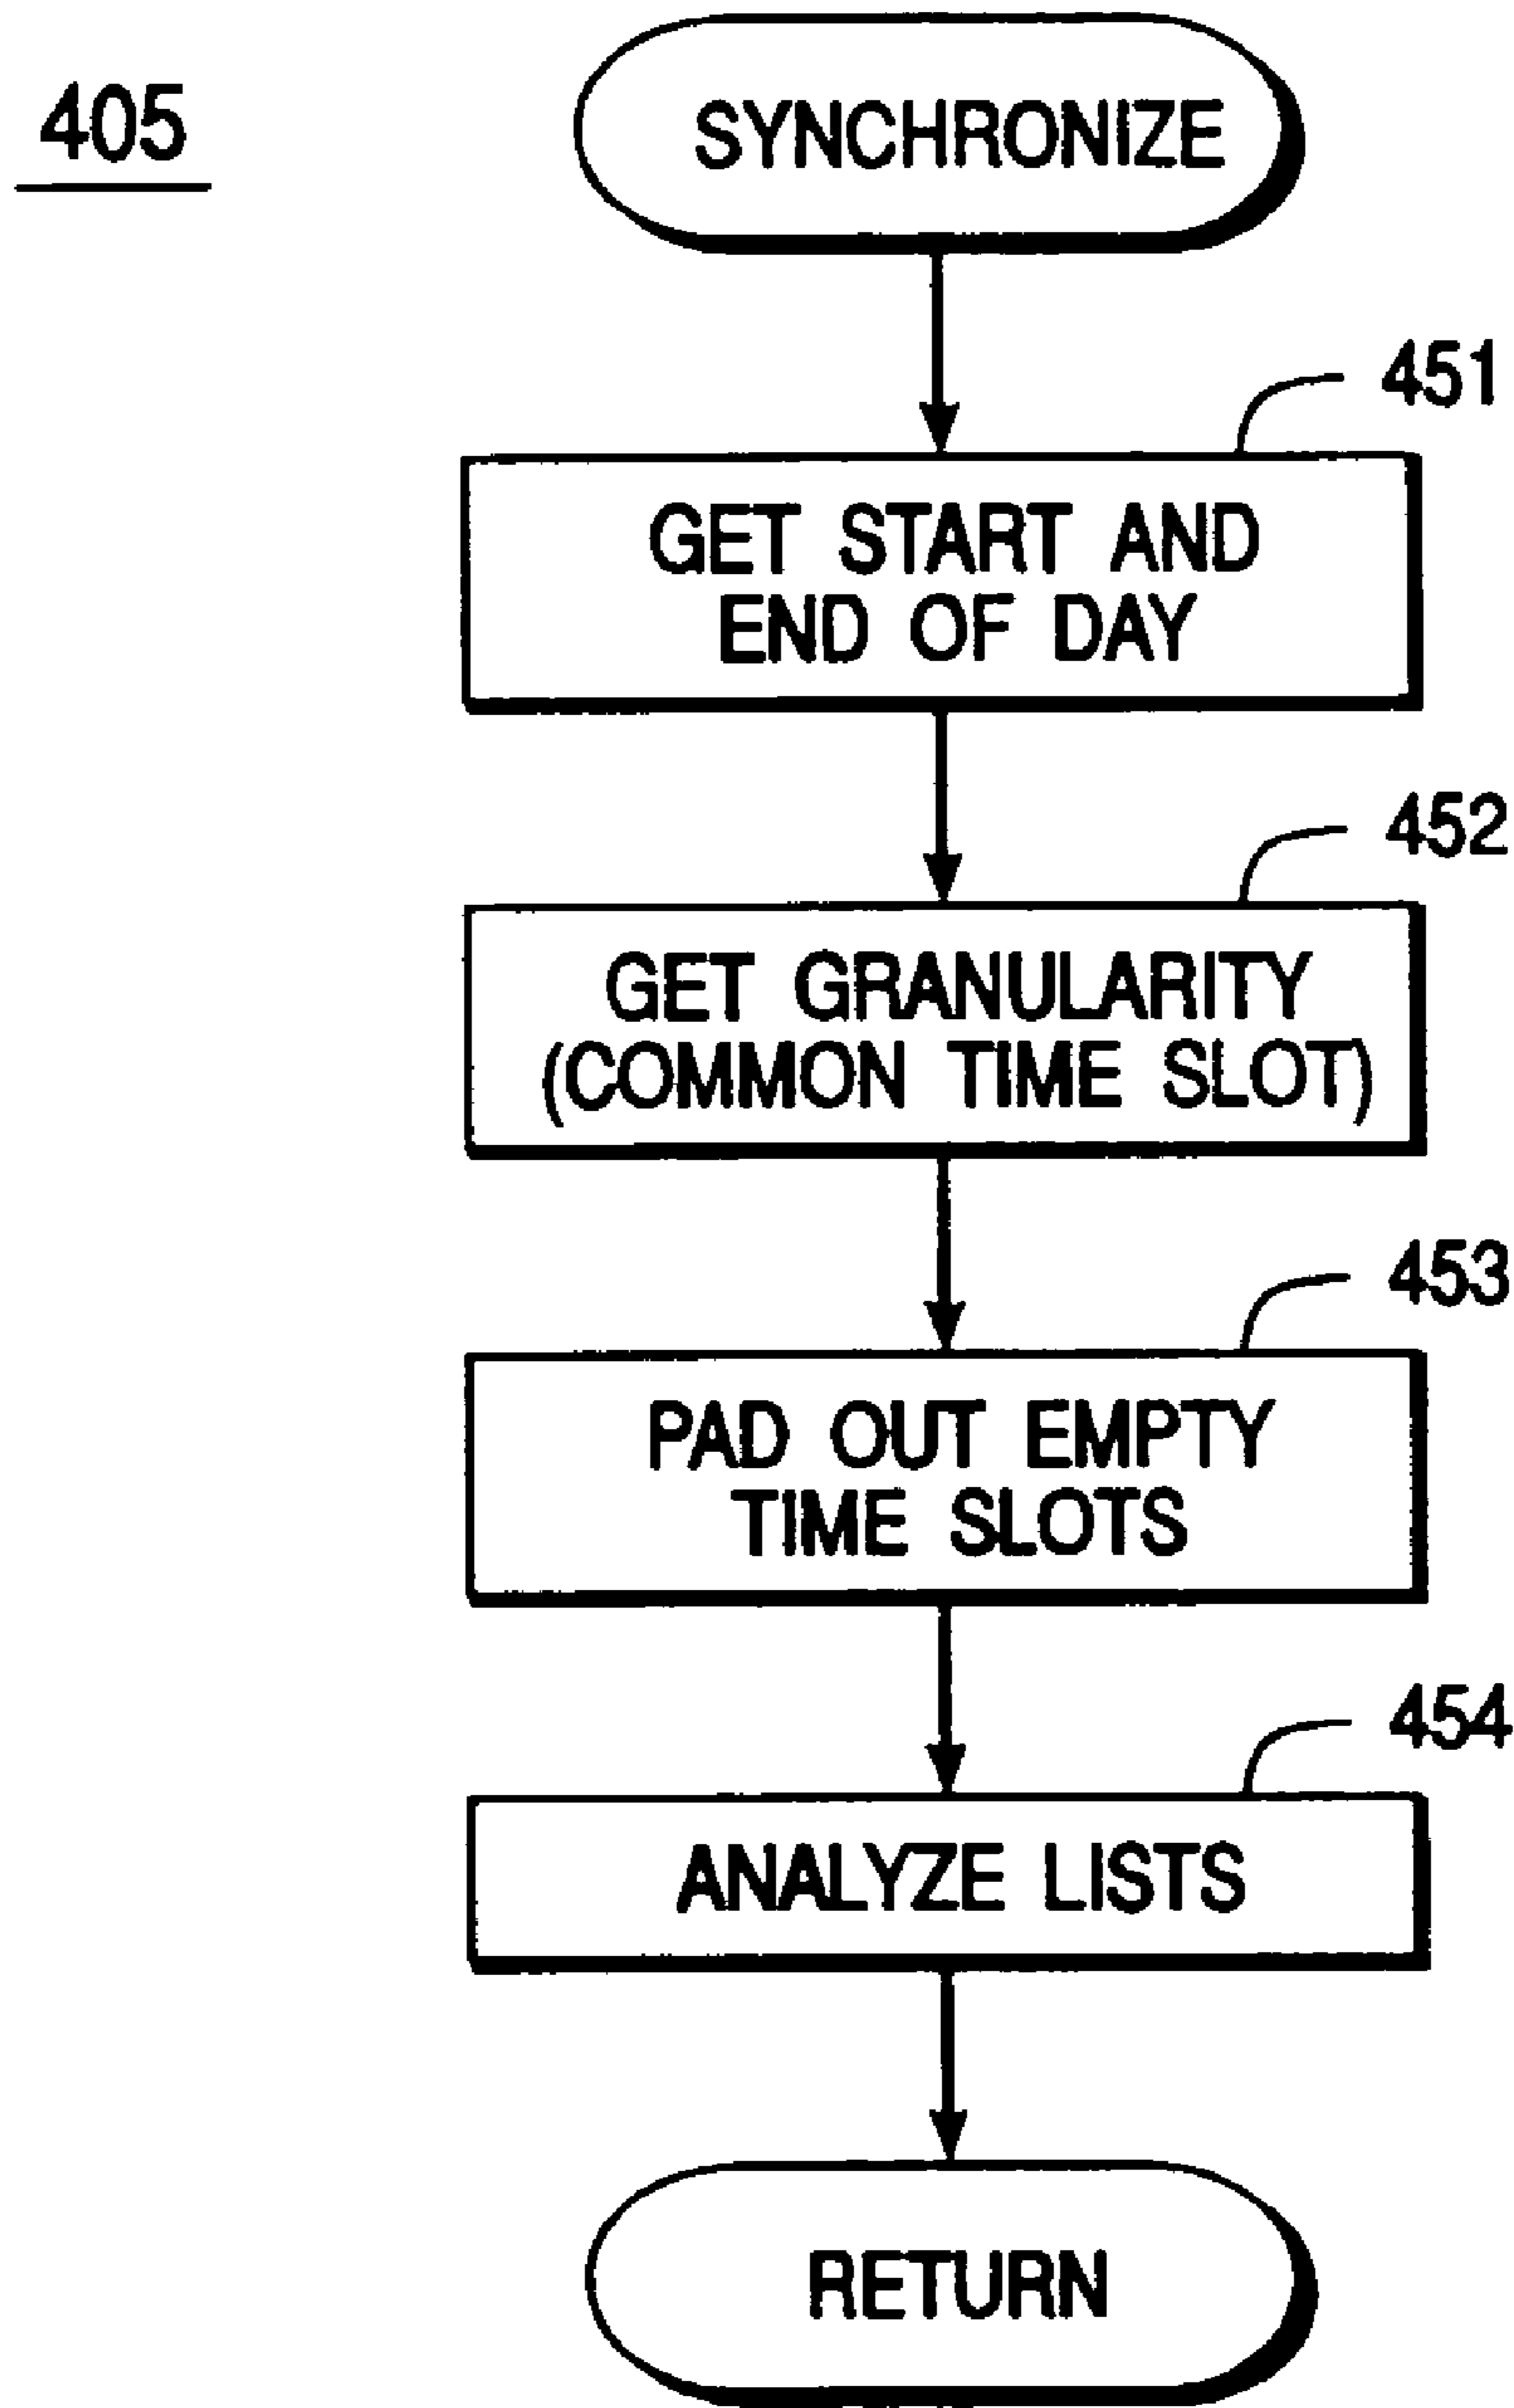 405
SYNCHRONIZE
451
GET START AND
END OF DAY
452
GET GRANULARITY
(COMMON TIME SLOT)
453
PAD OUT EMPTY
TIME SLOTS
454
ANALYZE LISTS
RETURN